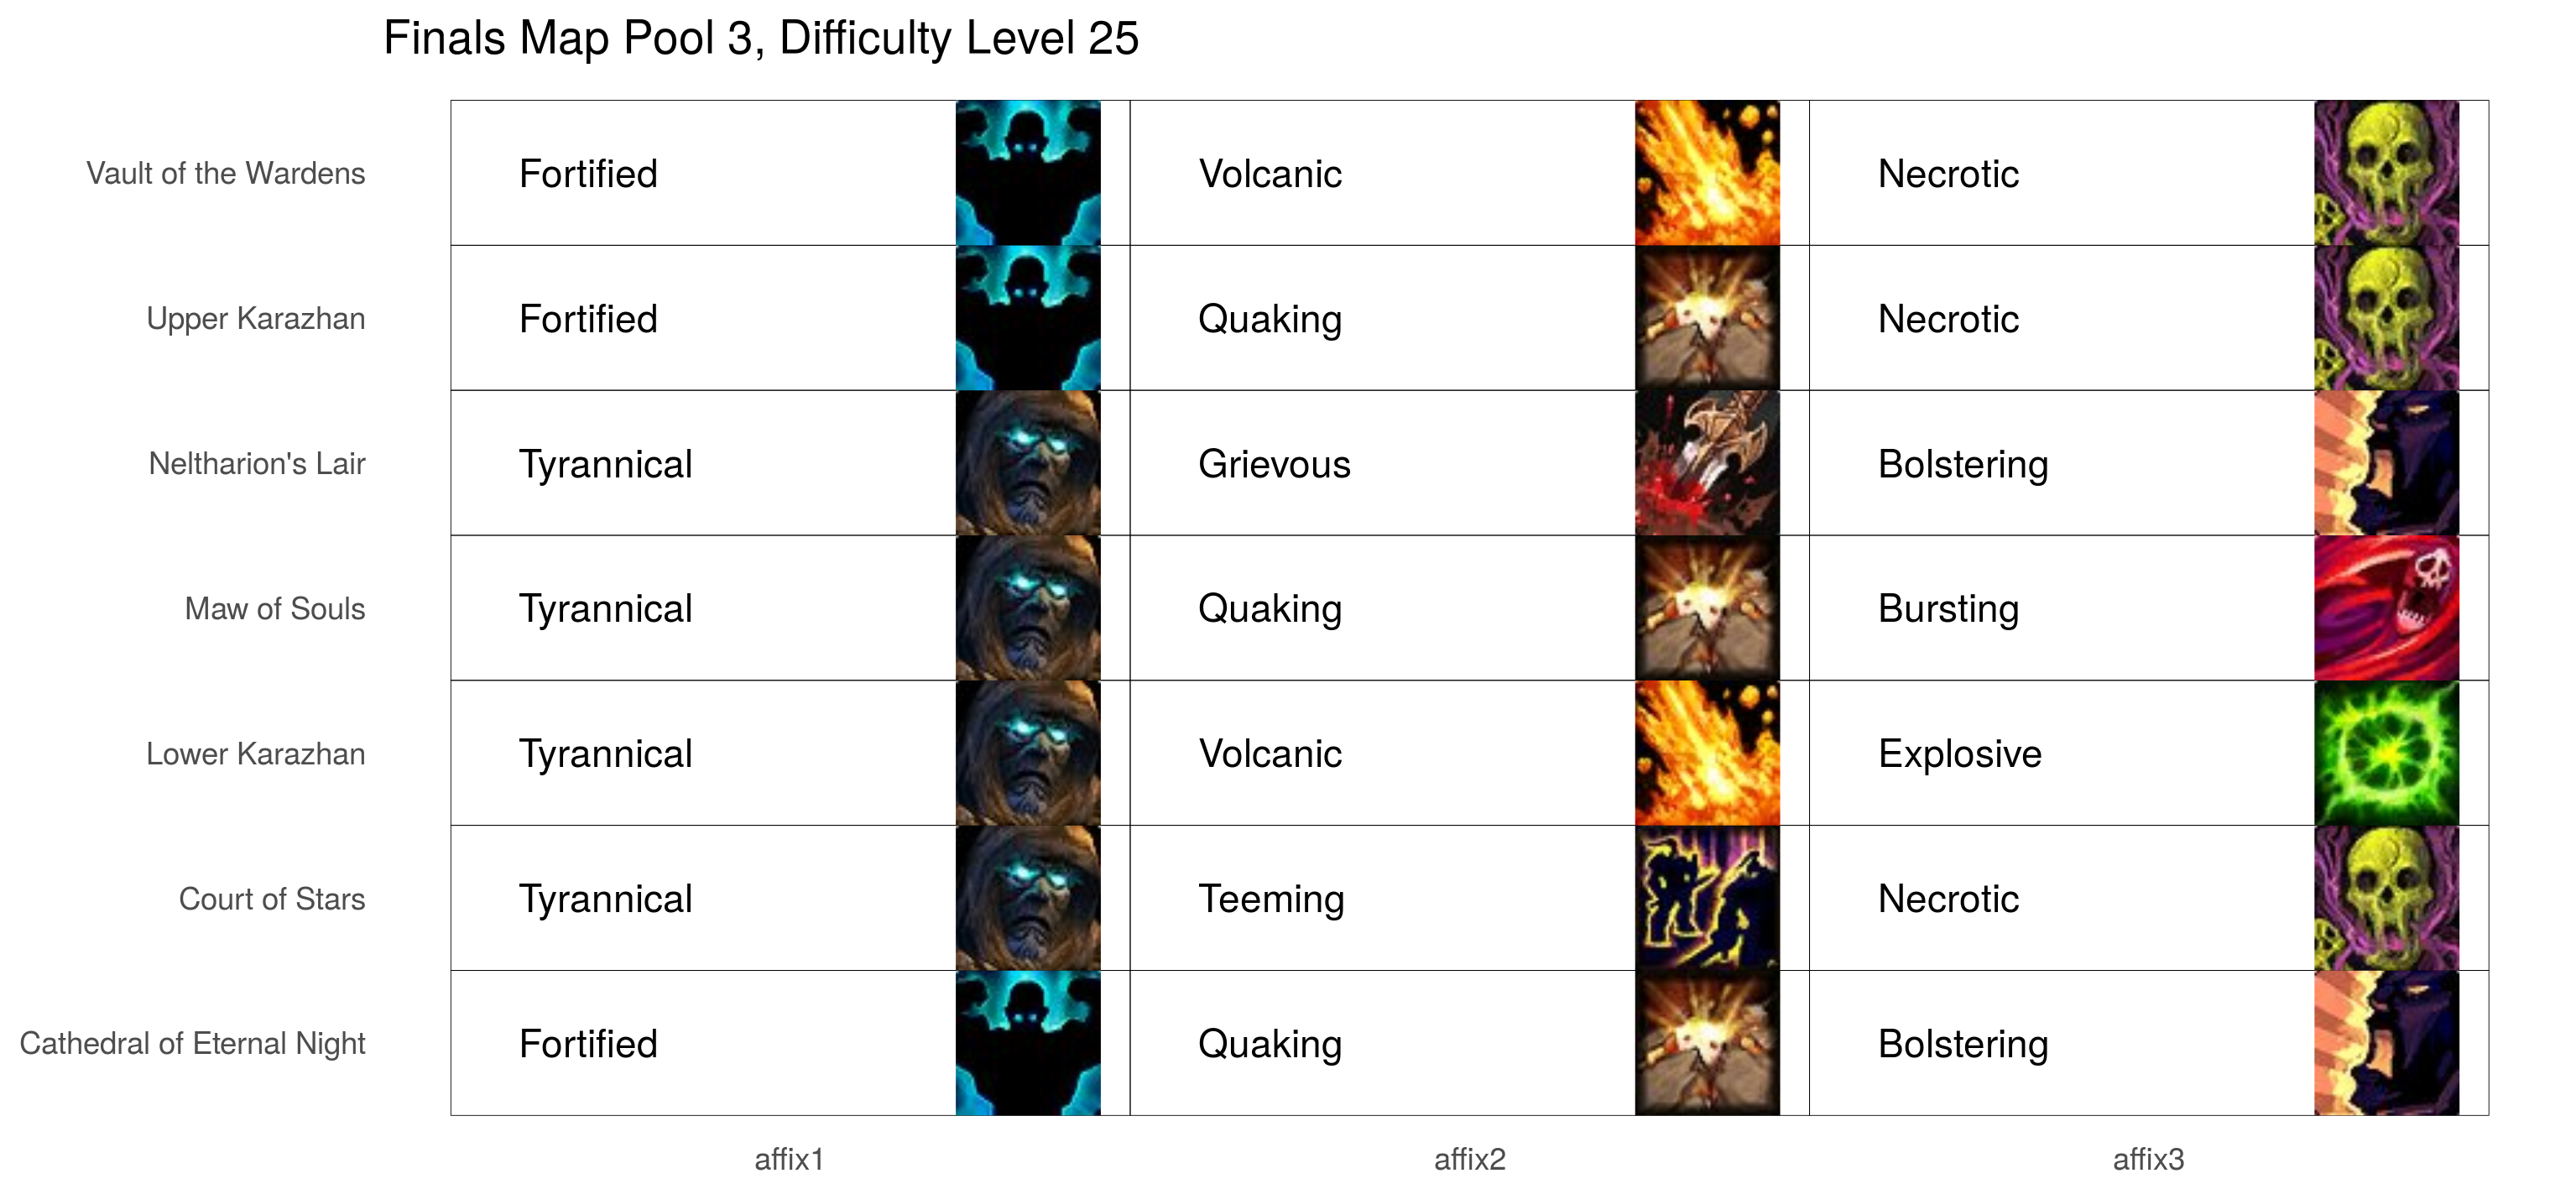 Finals Map Pool 3, Difficulty Level 25
Vault of the Wardens Fortified Volcanic Necrotic
Upper Karazhan Fortified Quaking Necrotic
Neltharion's Lair Tyrannical Grievous Bolstering
Maw of Souls Tyrannical Quaking Bursting
Lower Karazhan Tyrannical Volcanic Explosive
Court of Stars Tyrannical Teeming Necrotic
Cathedral of Eternal Night Fortified Quaking Bolstering
affix1 affix2 affix3